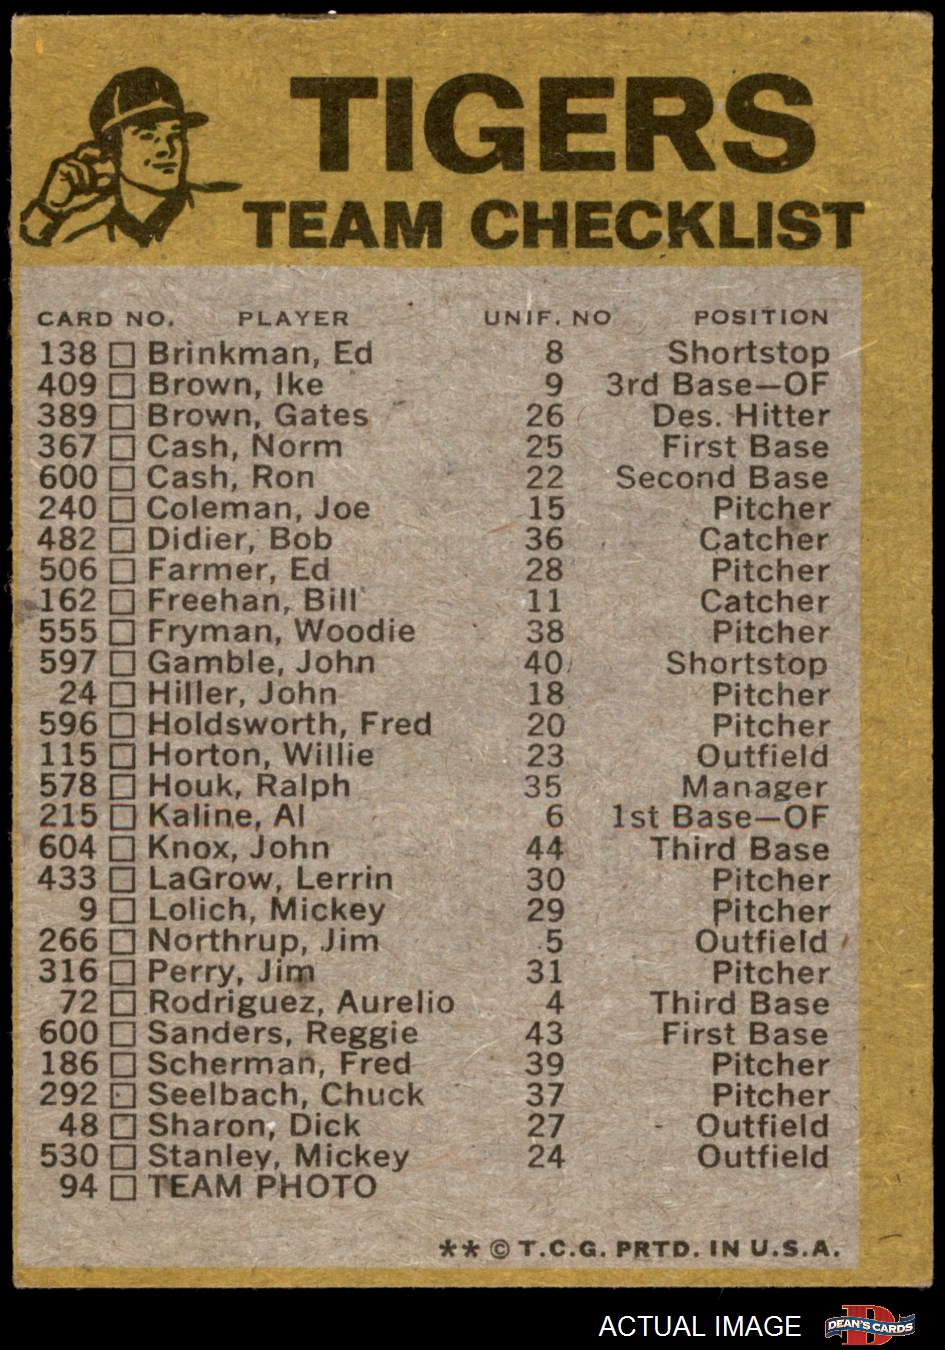 TIGERS
TEAM CHECKLIST
CARD NO. PLAYER UNIF. NO POSITION
138 Brinkman, Ed 8 Shortstop
409 Brown, Ike 9 3rd Base—OF
389 Brown, Gates 26 Des. Hitter
367 Cash, Norm 25 First Base
600 Cash, Ron 22 Second Base
240 Coleman, Joe 15 Pitcher
482 Didier, Bob 36 Catcher
506 Farmer, Ed 28 Pitcher
162 Freehan, Bill 11 Catcher
555 Fryman, Woodie 38 Pitcher
597 Gamble, John 40 Shortstop
24 Hiller, John 18 Pitcher
596 Holdsworth, Fred 20 Pitcher
115 Horton, Willie 23 Outfield
578 Houk, Ralph 35 Manager
215 Kaline, Al 6 1st Base—OF
604 Knox, John 44 Third Base
433 LaGrow, Lerrin 30 Pitcher
9 Lolich, Mickey 29 Pitcher
266 Northrup, Jim 5 Outfield
316 Perry, Jim 31 Pitcher
72 Rodriguez, Aurelio 4 Third Base
600 Sanders, Reggie 43 First Base
186 Scherman, Fred 39 Pitcher
292 Seelbach, Chuck 37 Pitcher
48 Sharon, Dick 27 Outfield
530 Stanley, Mickey 24 Outfield
94 TEAM PHOTO
** © T.C.G. PRTD. IN U.S.A.
ACTUAL IMAGE
D DEAN'S CARDS